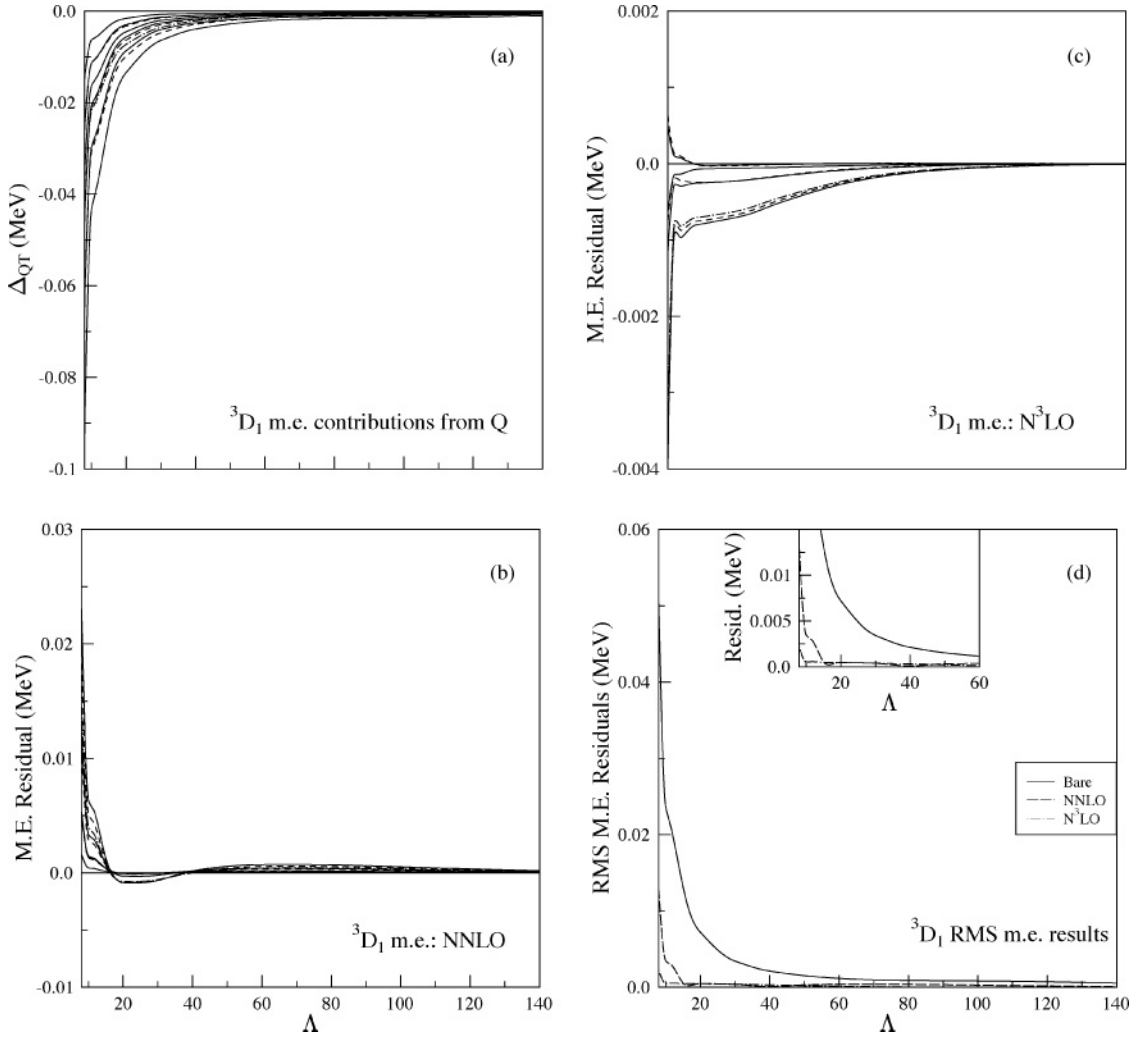 0.0
-0.02
-0.04
-0.06
-0.08
-0.1
Δ_QT (MeV)
(a)
³D₁ m.e. contributions from Q
0.002
0.0
-0.002
-0.004
M.E. Residual (MeV)
(c)
³D₁ m.e.: N³LO
0.03
0.02
0.01
0.0
-0.01
M.E. Residual (MeV)
(b)
³D₁ m.e.: NNLO
20 40 60 80 100 120 140
Λ
0.06
0.04
0.02
0.0
RMS M.E. Residuals (MeV)
(d)
0.01
0.005
0.0
Resid. (MeV)
20 40 60
Λ
Bare
NNLO
N³LO
³D₁ RMS m.e. results
20 40 60 80 100 120 140
Λ